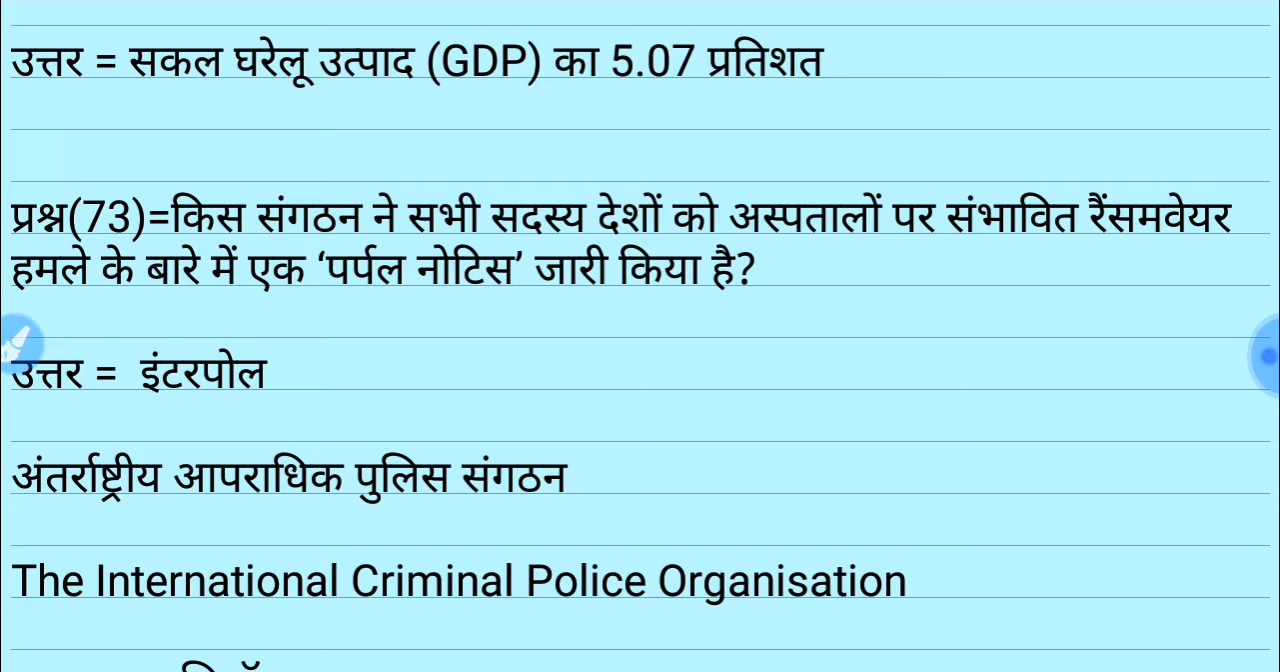 उत्तर = सकल घरेलू उत्पाद (GDP) का 5.07 प्रतिशत
प्रश्न(73)=किस संगठन ने सभी सदस्य देशों को अस्पतालों पर संभावित रैंसमवेयर
हमले के बारे में एक ‘पर्पल नोटिस’ जारी किया है?
उत्तर = इंटरपोल
अंतर्राष्ट्रीय आपराधिक पुलिस संगठन
The International Criminal Police Organisation